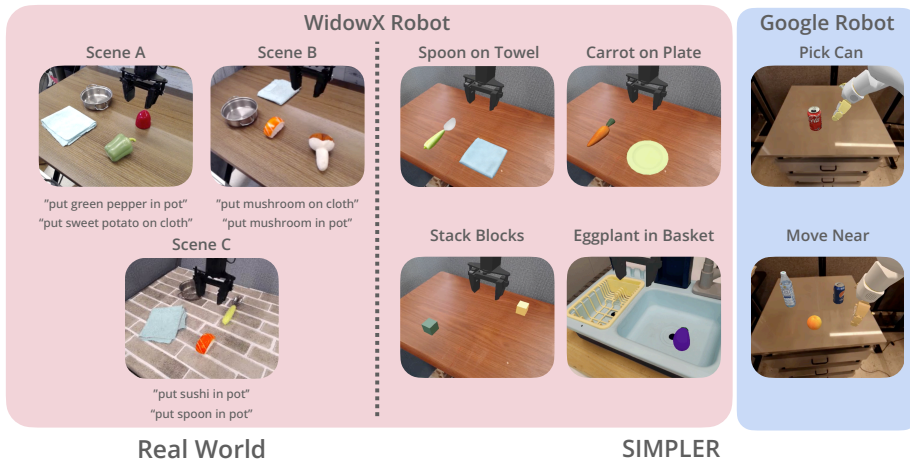 WidowX Robot
Google Robot
Scene A
Scene B
Spoon on Towel
Carrot on Plate
Pick Can
“put green pepper in pot”
“put sweet potato on cloth”
“put mushroom on cloth”
“put mushroom in pot”
Scene C
Stack Blocks
Eggplant in Basket
Move Near
“put sushi in pot”
“put spoon in pot”
Real World
SIMPLER